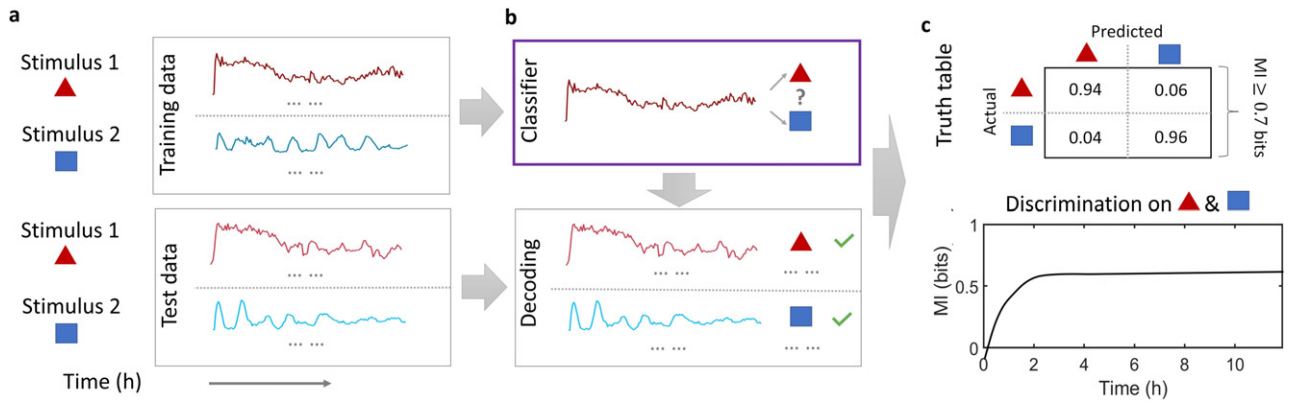 a
Stimulus 1
Stimulus 2
Training data
... ...
... ...
Stimulus 1
Stimulus 2
Test data
... ...
... ...
Time (h)
b
Classifier
?
Decoding
... ...
... ...
... ...
... ...
c
Truth table
Predicted
Actual
0.94 0.06
0.04 0.96
MI ≥ 0.7 bits
Discrimination on &
MI (bits)
1
0.5
0
0 2 4 6 8 10
Time (h)